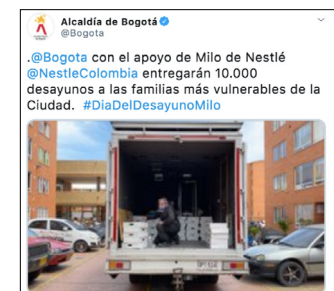 Alcaldía de Bogotá
@Bogota
.@Bogota con el apoyo de Milo de Nestlé
@NestleColombia entregarán 10.000
desayunos a las familias más vulnerables de la
Ciudad. #DiaDelDesayunoMilo